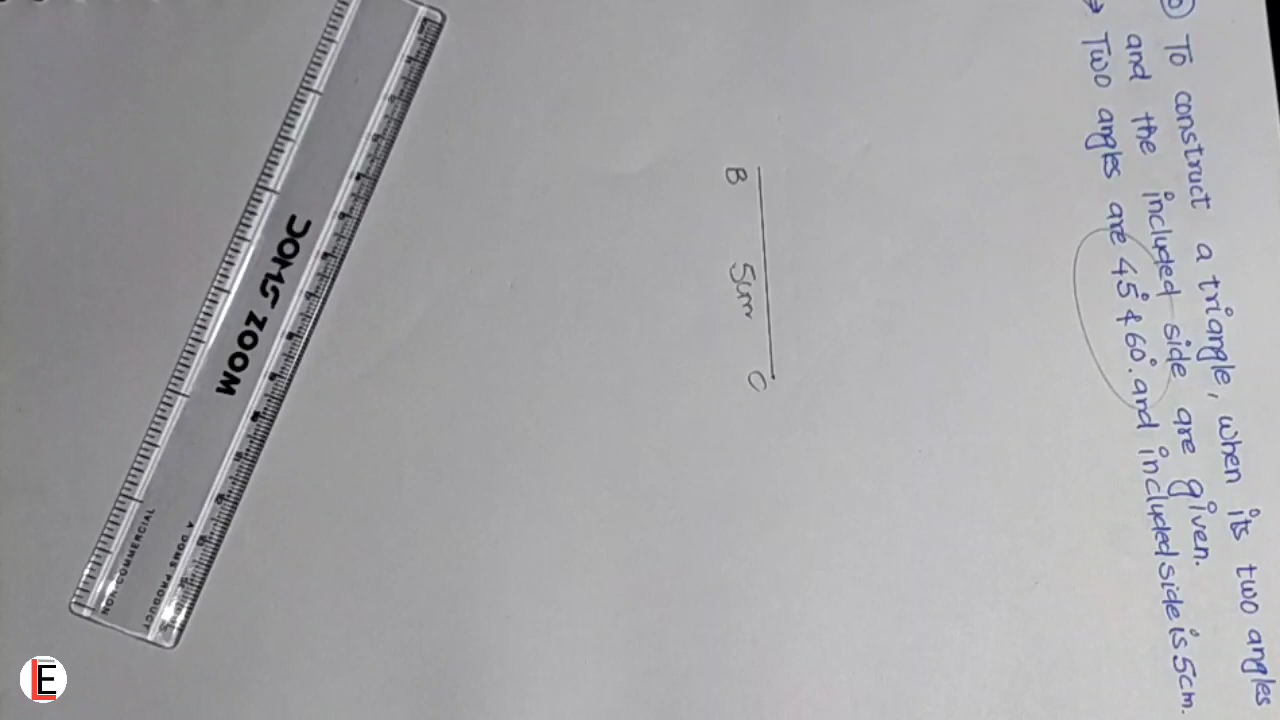 To construct a triangle, when its two angles
and the included side are given.
→ Two angles are 45° & 60°. and included side is 5cm.
B 5cm C
DOMS ZOOM
NON-COMMERCIAL
A DOMS PRODUCT
LE